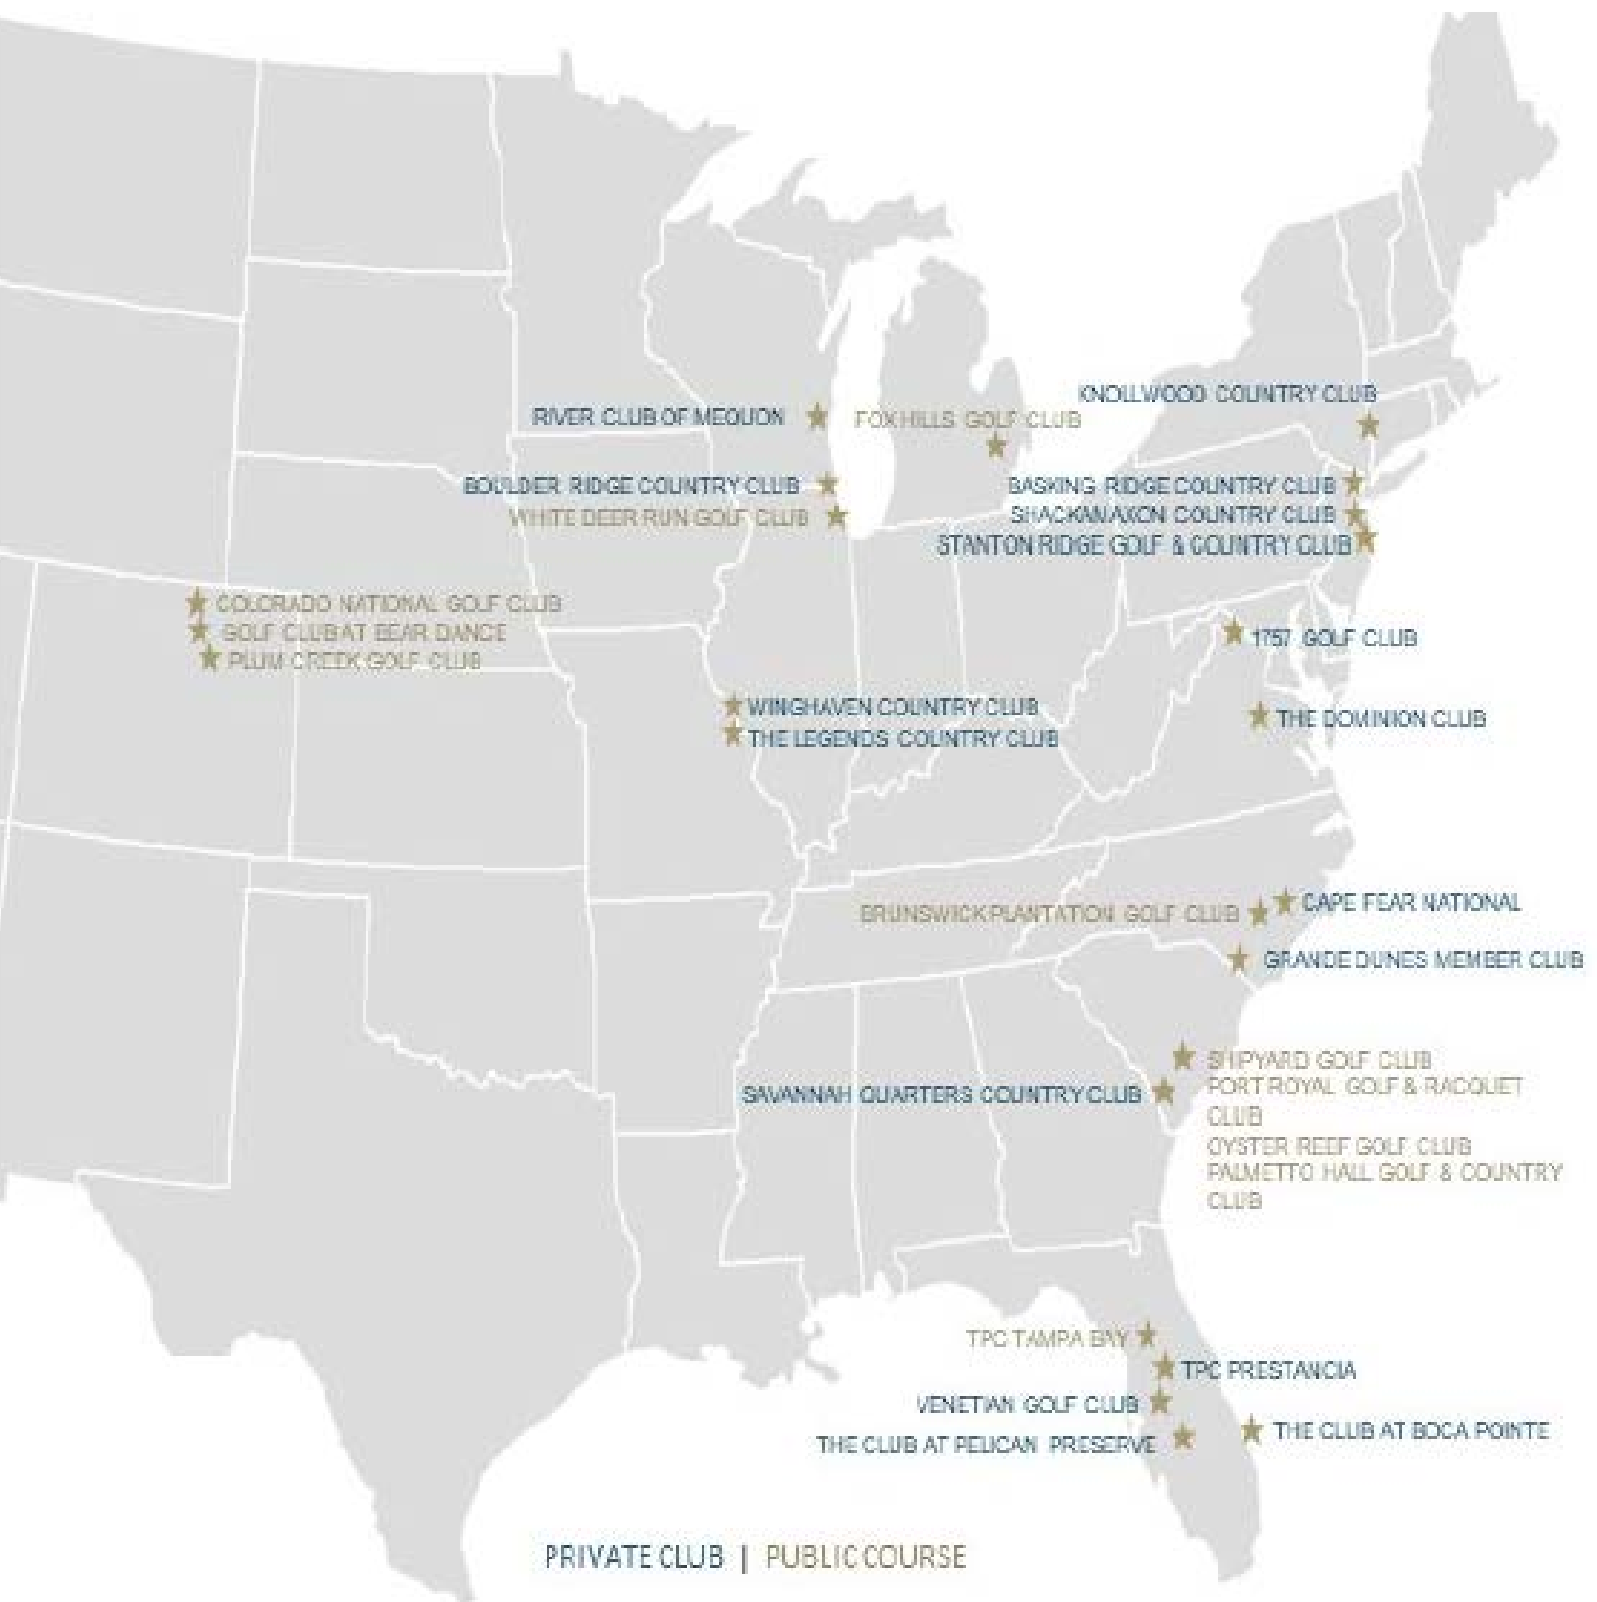 KNOLLWOOD COUNTRY CLUB
RIVER CLUB OF MEQUON
FOX HILLS GOLF CLUB
BOULDER RIDGE COUNTRY CLUB
BASKING RIDGE COUNTRY CLUB
WHITE DEER RUN GOLF CLUB
SHACKAMAXON COUNTRY CLUB
STANTON RIDGE GOLF & COUNTRY CLUB
COLORADO NATIONAL GOLF CLUB
GOLF CLUB AT BEAR DANCE
1757 GOLF CLUB
PLUM CREEK GOLF CLUB
WINGHAVEN COUNTRY CLUB
THE DOMINION CLUB
THE LEGENDS COUNTRY CLUB
CAPE FEAR NATIONAL
BRUNSWICK PLANTATION GOLF CLUB
GRANDE DUNES MEMBER CLUB
SHIPYARD GOLF CLUB
SAVANNAH QUARTERS COUNTRY CLUB
PORT ROYAL GOLF & RACQUET
CLUB
OYSTER REEF GOLF CLUB
PALMETTO HALL GOLF & COUNTRY
CLUB
TPC TAMPA BAY
TPC PRESTANCIA
VENETIAN GOLF CLUB
THE CLUB AT BOCA POINTE
THE CLUB AT PELICAN PRESERVE
PRIVATE CLUB | PUBLIC COURSE